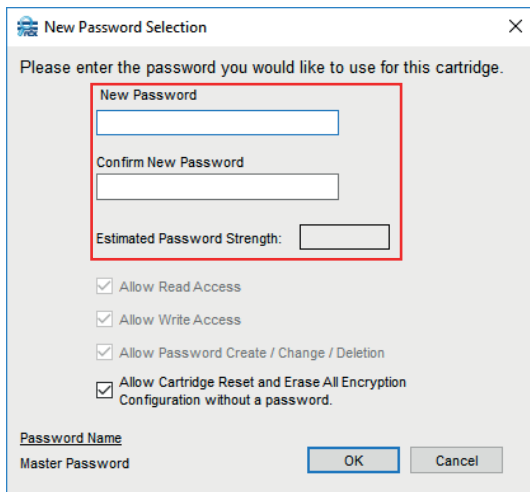 New Password Selection
Please enter the password you would like to use for this cartridge.
New Password
Confirm New Password
Estimated Password Strength:
Allow Read Access
Allow Write Access
Allow Password Create / Change / Deletion
Allow Cartridge Reset and Erase All Encryption
Configuration without a password.
Password Name
Master Password
OK
Cancel